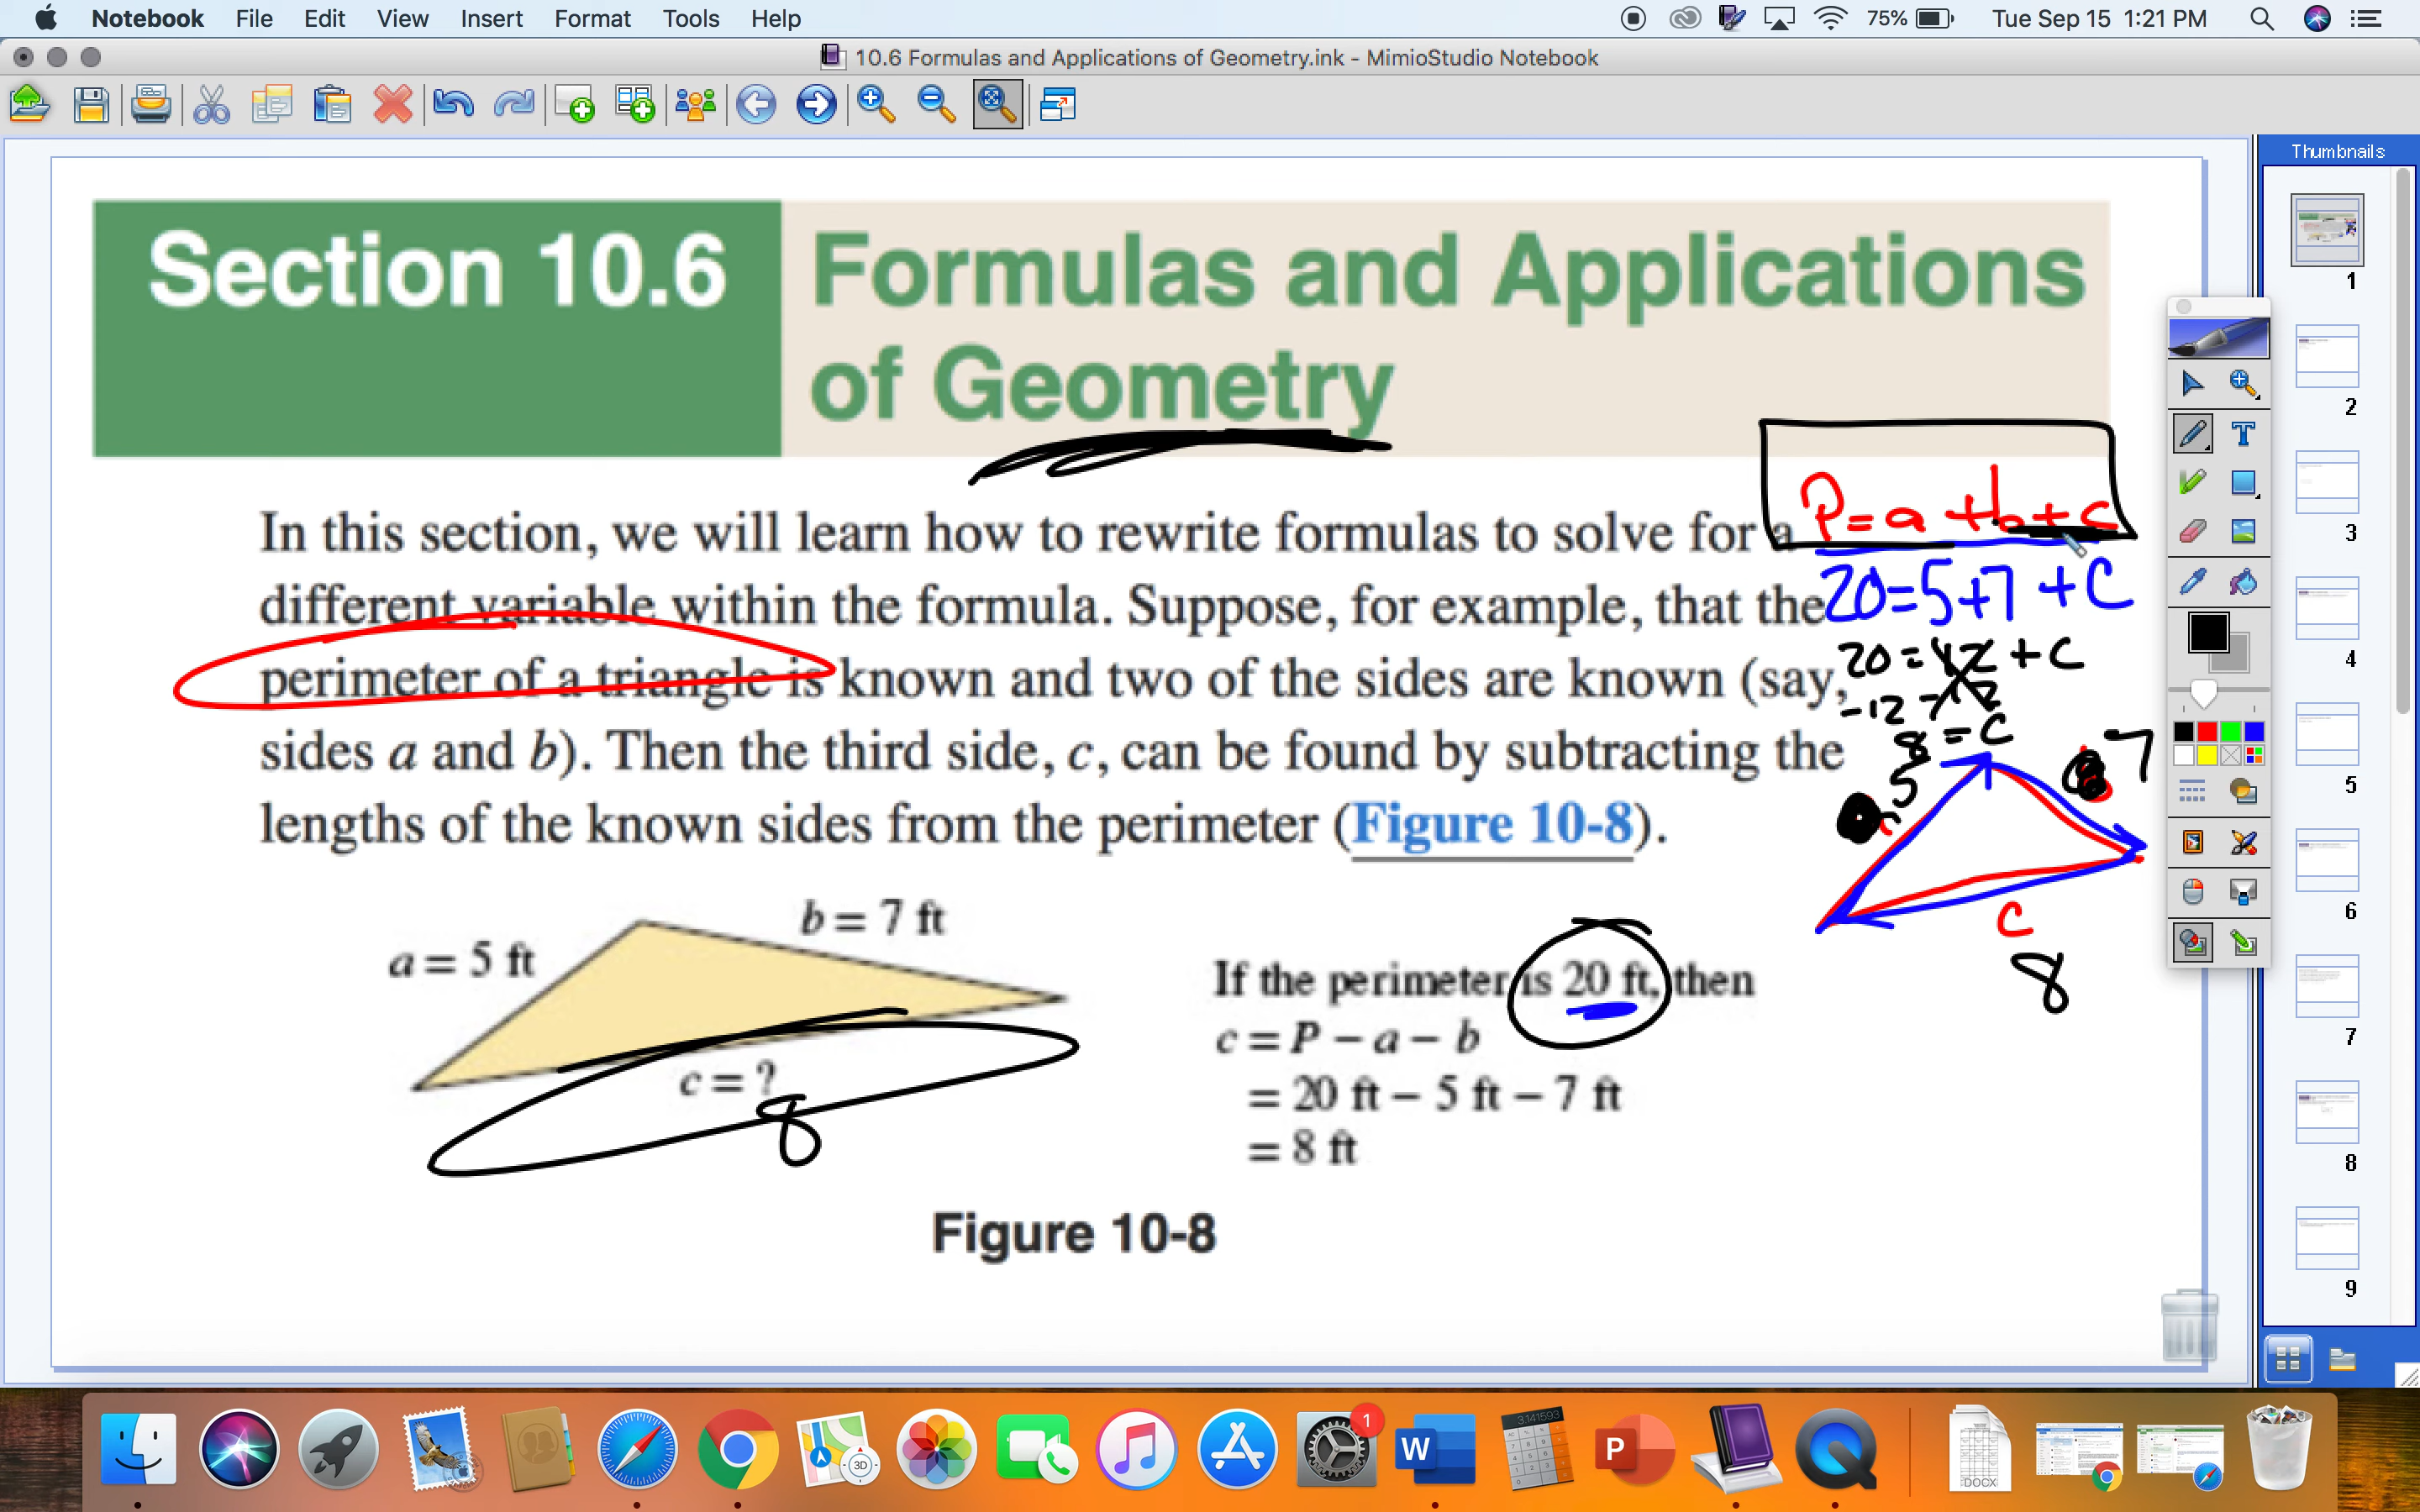 Notebook File Edit View Insert Format Tools Help 75% Tue Sep 15 1:21 PM
10.6 Formulas and Applications of Geometry.ink - MimioStudio Notebook
Thumbnails
Section 10.6 Formulas and Applications
of Geometry
P=a+b+c
In this section, we will learn how to rewrite formulas to solve for a
20=5+7+C
different variable within the formula. Suppose, for example, that the
20=12+C
perimeter of a triangle is known and two of the sides are known (say,
-12 -12
8=C
sides a and b). Then the third side, c, can be found by subtracting the
5 7
lengths of the known sides from the perimeter (Figure 10-8).
b = 7 ft
a = 5 ft
c
8
If the perimeter is 20 ft, then
c = P − a − b
c = ?
8
= 20 ft − 5 ft − 7 ft
= 8 ft
Figure 10-8
1
2
3
4
5
6
7
8
9
T
3D
1
W
3.141593
P
DOCX